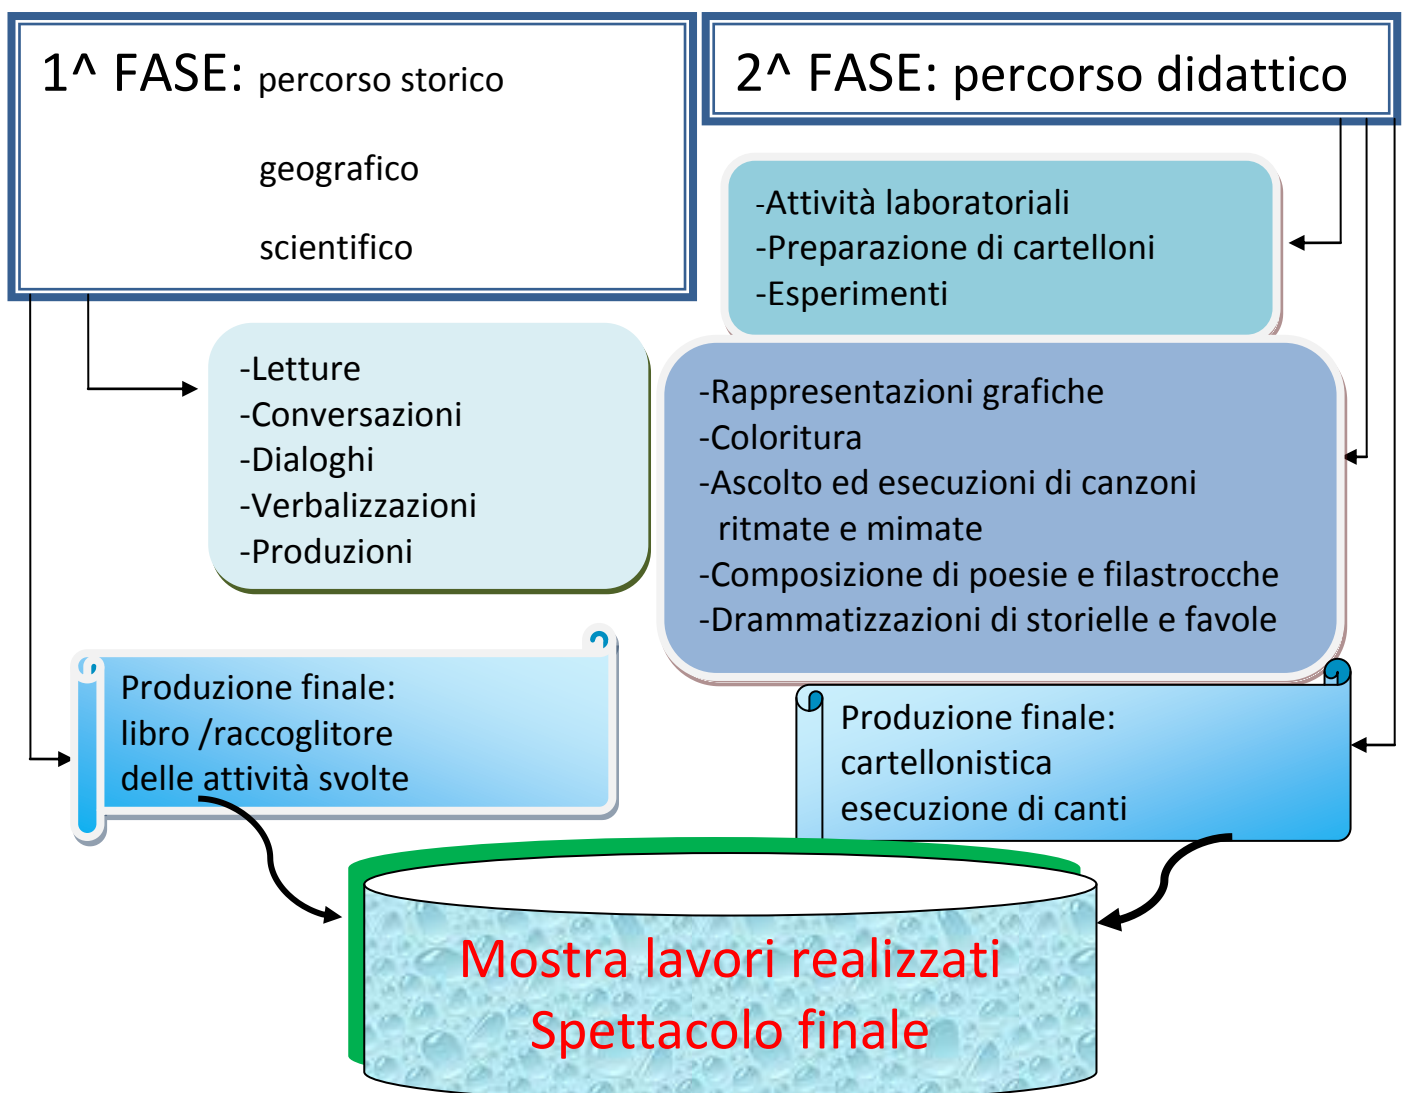 1^ FASE: percorso storico
geografico
scientifico
-Letture
-Conversazioni
-Dialoghi
-Verbalizzazioni
-Produzioni
Produzione finale:
libro /raccoglitore
delle attività svolte
2^ FASE: percorso didattico
-Attività laboratoriali
-Preparazione di cartelloni
-Esperimenti
-Rappresentazioni grafiche
-Coloritura
-Ascolto ed esecuzioni di canzoni
ritmate e mimate
-Composizione di poesie e filastrocche
-Drammatizzazioni di storielle e favole
Produzione finale:
cartellonistica
esecuzione di canti
Mostra lavori realizzati
Spettacolo finale